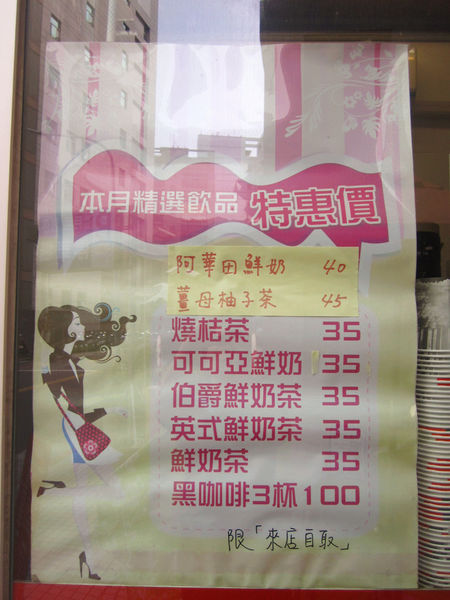 本月精選飲品 特惠價
阿華田鮮奶 40
薑母柚子茶 45
燒桔茶 35
可可亞鮮奶 35
伯爵鮮奶茶 35
英式鮮奶茶 35
鮮奶茶 35
黑咖啡3杯100
限「來店自取」